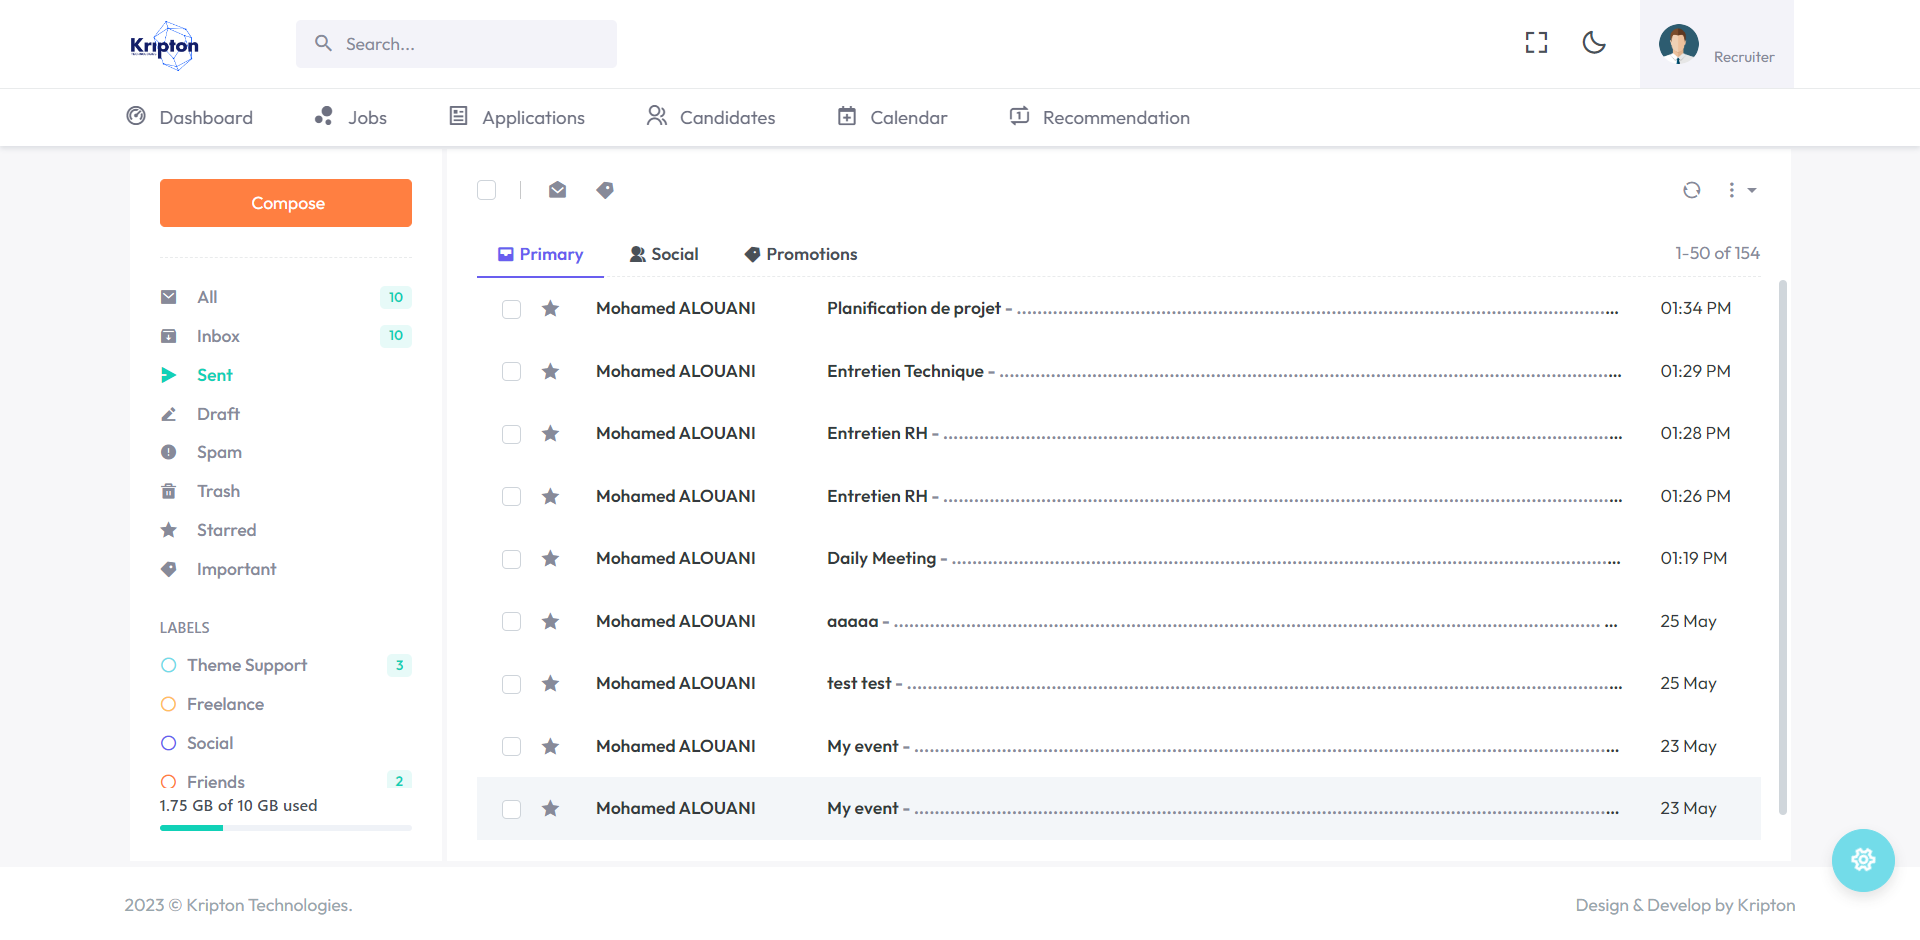 Kripton
Search...
Recruiter
Dashboard
Jobs
Applications
Candidates
Calendar
Recommendation
Compose
All 10
Inbox 10
Sent
Draft
Spam
Trash
Starred
Important
LABELS
Theme Support 3
Freelance
Social
Friends 2
1.75 GB of 10 GB used
Primary
Social
Promotions
1-50 of 154
Mohamed ALOUANI Planification de projet - ... 01:34 PM
Mohamed ALOUANI Entretien Technique - ... 01:29 PM
Mohamed ALOUANI Entretien RH - ... 01:28 PM
Mohamed ALOUANI Entretien RH - ... 01:26 PM
Mohamed ALOUANI Daily Meeting - ... 01:19 PM
Mohamed ALOUANI aaaaa - ... 25 May
Mohamed ALOUANI test test - ... 25 May
Mohamed ALOUANI My event - ... 23 May
Mohamed ALOUANI My event - ... 23 May
2023 © Kripton Technologies.
Design & Develop by Kripton